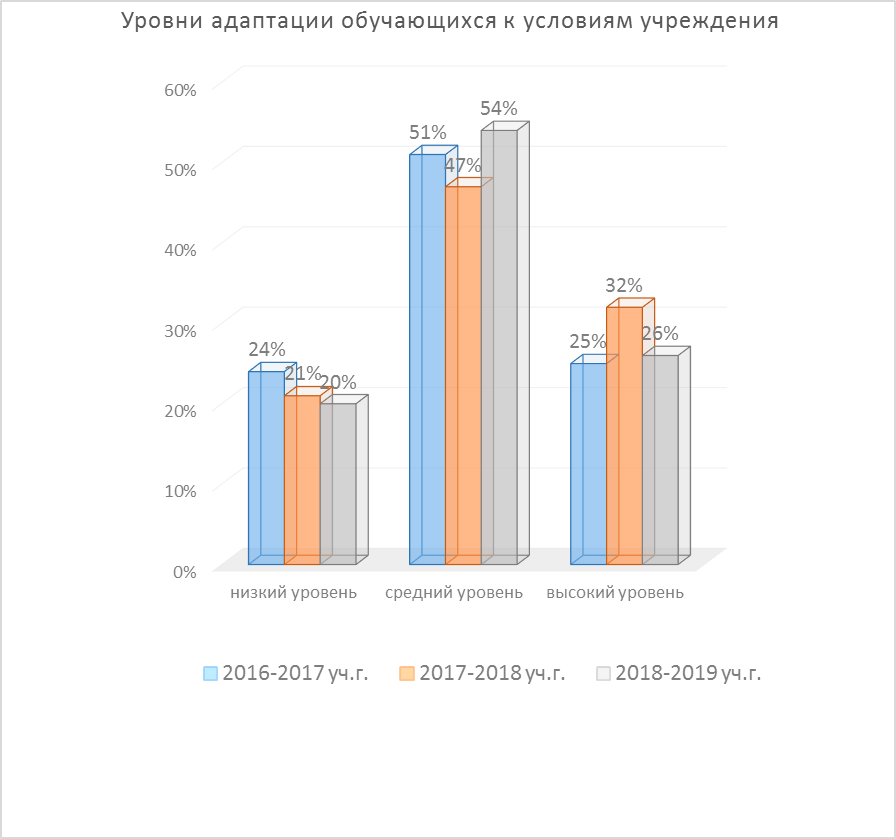 Уровни адаптации обучающихся к условиям учреждения
60%
50%
40%
30%
20%
10%
0%
24%
21%
20%
51%
47%
54%
25%
32%
26%
низкий уровень
средний уровень
высокий уровень
2016-2017 уч.г.
2017-2018 уч.г.
2018-2019 уч.г.